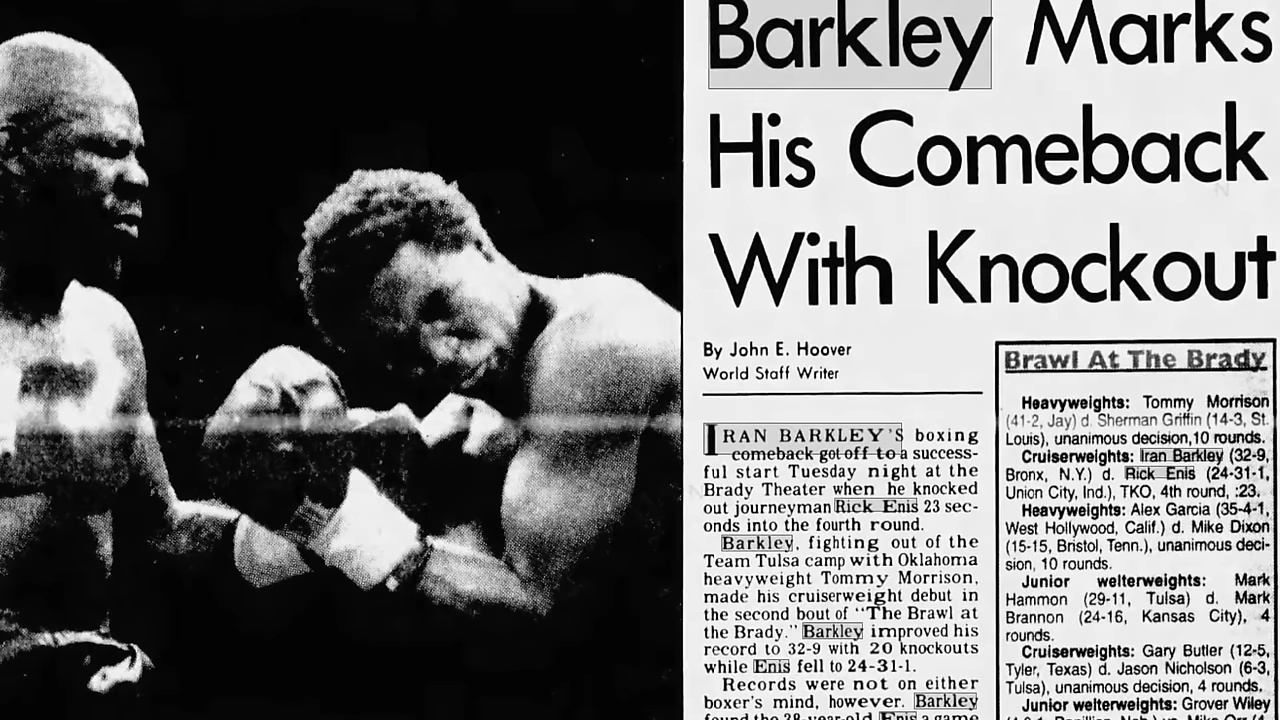 Barkley Marks
His Comeback
With Knockout
By John E. Hoover
World Staff Writer
IRAN BARKLEY'S boxing
comeback got off to a success-
ful start Tuesday night at the
Brady Theater when he knocked
out journeyman Rick Enis 23 sec-
onds into the fourth round.
Barkley, fighting out of the
Team Tulsa camp with Oklahoma
heavyweight Tommy Morrison,
made his cruiserweight debut in
the second bout of "The Brawl at
the Brady." Barkley improved his
record to 32-9 with 20 knockouts
while Enis fell to 24-31-1.
Records were not on either
boxer's mind, however. Barkley
found the 38-year-old Enis a game
Brawl At The Brady
Heavyweights: Tommy Morrison
(41-2, Jay) d. Sherman Griffin (14-3, St.
Louis), unanimous decision,10 rounds.
Cruiserweights: Iran Barkley (32-9,
Bronx, N.Y.) d. Rick Enis (24-31-1,
Union City, Ind.), TKO, 4th round, :23.
Heavyweights: Alex Garcia (35-4-1,
West Hollywood, Calif.) d. Mike Dixon
(15-15, Bristol, Tenn.), unanimous deci-
sion, 10 rounds.
Junior welterweights: Mark
Hammon (29-11, Tulsa) d. Mark
Brannon (24-16, Kansas City), 4
rounds.
Cruiserweights: Gary Butler (12-5,
Tyler, Texas) d. Jason Nicholson (6-3,
Tulsa), unanimous decision, 4 rounds.
Junior welterweights: Grover Wiley